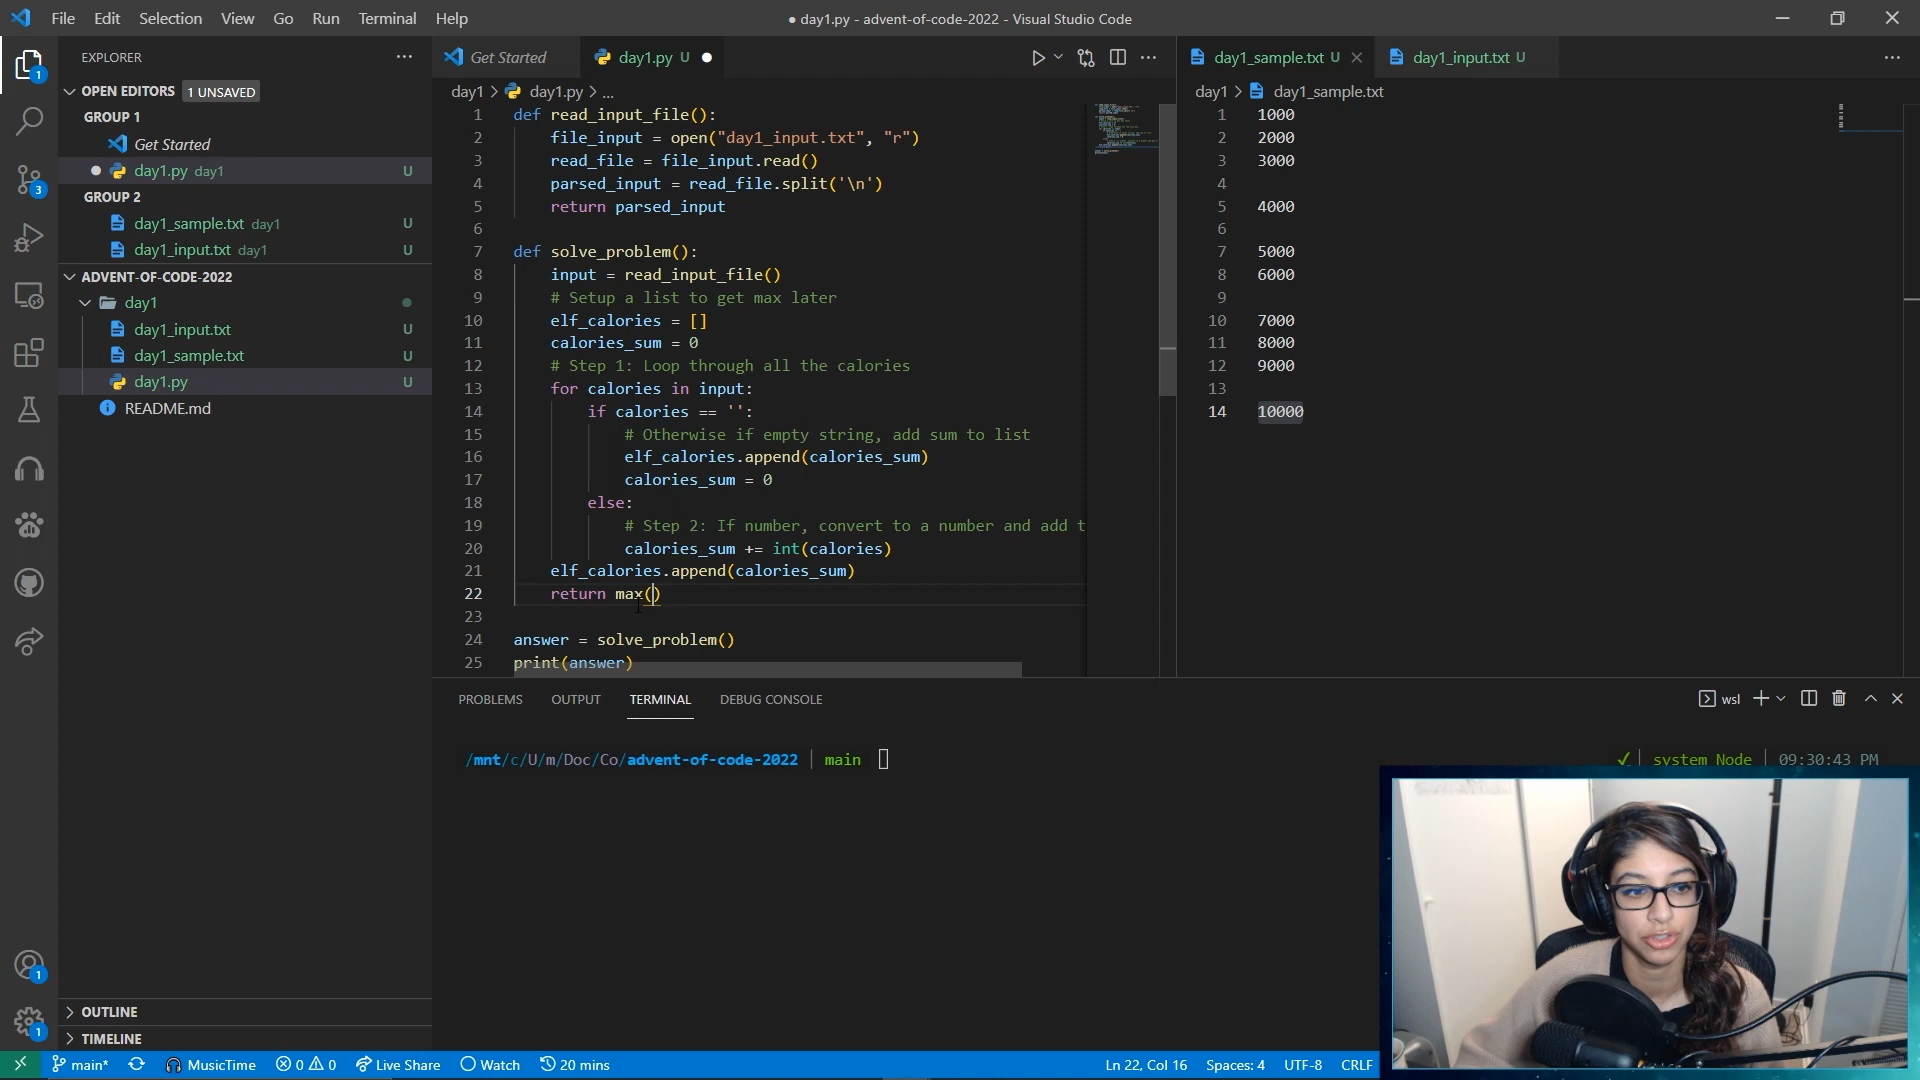 File Edit Selection View Go Run Terminal Help
● day1.py - advent-of-code-2022 - Visual Studio Code
EXPLORER
OPEN EDITORS 1 UNSAVED
GROUP 1
Get Started
day1.py day1 U
GROUP 2
day1_sample.txt day1 U
day1_input.txt day1 U
ADVENT-OF-CODE-2022
day1
day1_input.txt U
day1_sample.txt U
day1.py U
README.md
OUTLINE
TIMELINE
1
3
1
1
Get Started
day1.py U
day1 > day1.py > ...
1 def read_input_file():
2 file_input = open("day1_input.txt", "r")
3 read_file = file_input.read()
4 parsed_input = read_file.split('\n')
5 return parsed_input
6
7 def solve_problem():
8 input = read_input_file()
9 # Setup a list to get max later
10 elf_calories = []
11 calories_sum = 0
12 # Step 1: Loop through all the calories
13 for calories in input:
14 if calories == '':
15 # Otherwise if empty string, add sum to list
16 elf_calories.append(calories_sum)
17 calories_sum = 0
18 else:
19 # Step 2: If number, convert to a number and add t
20 calories_sum += int(calories)
21 elf_calories.append(calories_sum)
22 return max()
23
24 answer = solve_problem()
25 print(answer)
day1_sample.txt U
day1_input.txt U
day1 > day1_sample.txt
1 1000
2 2000
3 3000
4
5 4000
6
7 5000
8 6000
9
10 7000
11 8000
12 9000
13
14 10000
PROBLEMS OUTPUT TERMINAL DEBUG CONSOLE
wsl
/mnt/c/U/m/Doc/Co/advent-of-code-2022 | main
✓ | system Node | 09:30:43 PM
main* MusicTime 0 0 Live Share Watch 20 mins
Ln 22, Col 16 Spaces: 4 UTF-8 CRLF